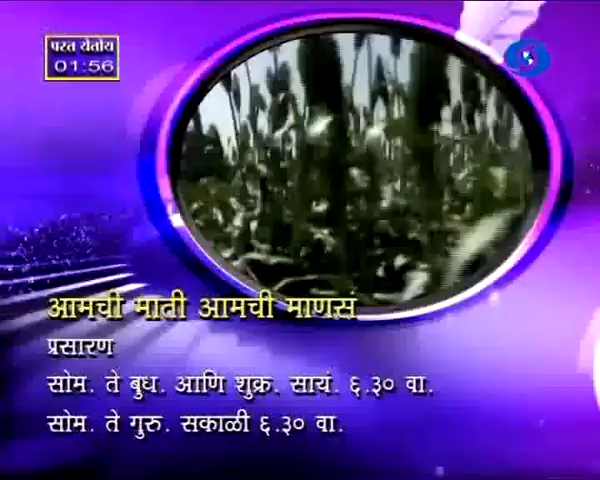 परत येतोय
01:56
आमची माती आमची माणसं
प्रसारण
सोम. ते बुध. आणि शुक्र. सायं. ६.३० वा.
सोम. ते गुरु. सकाळी ६.३० वा.